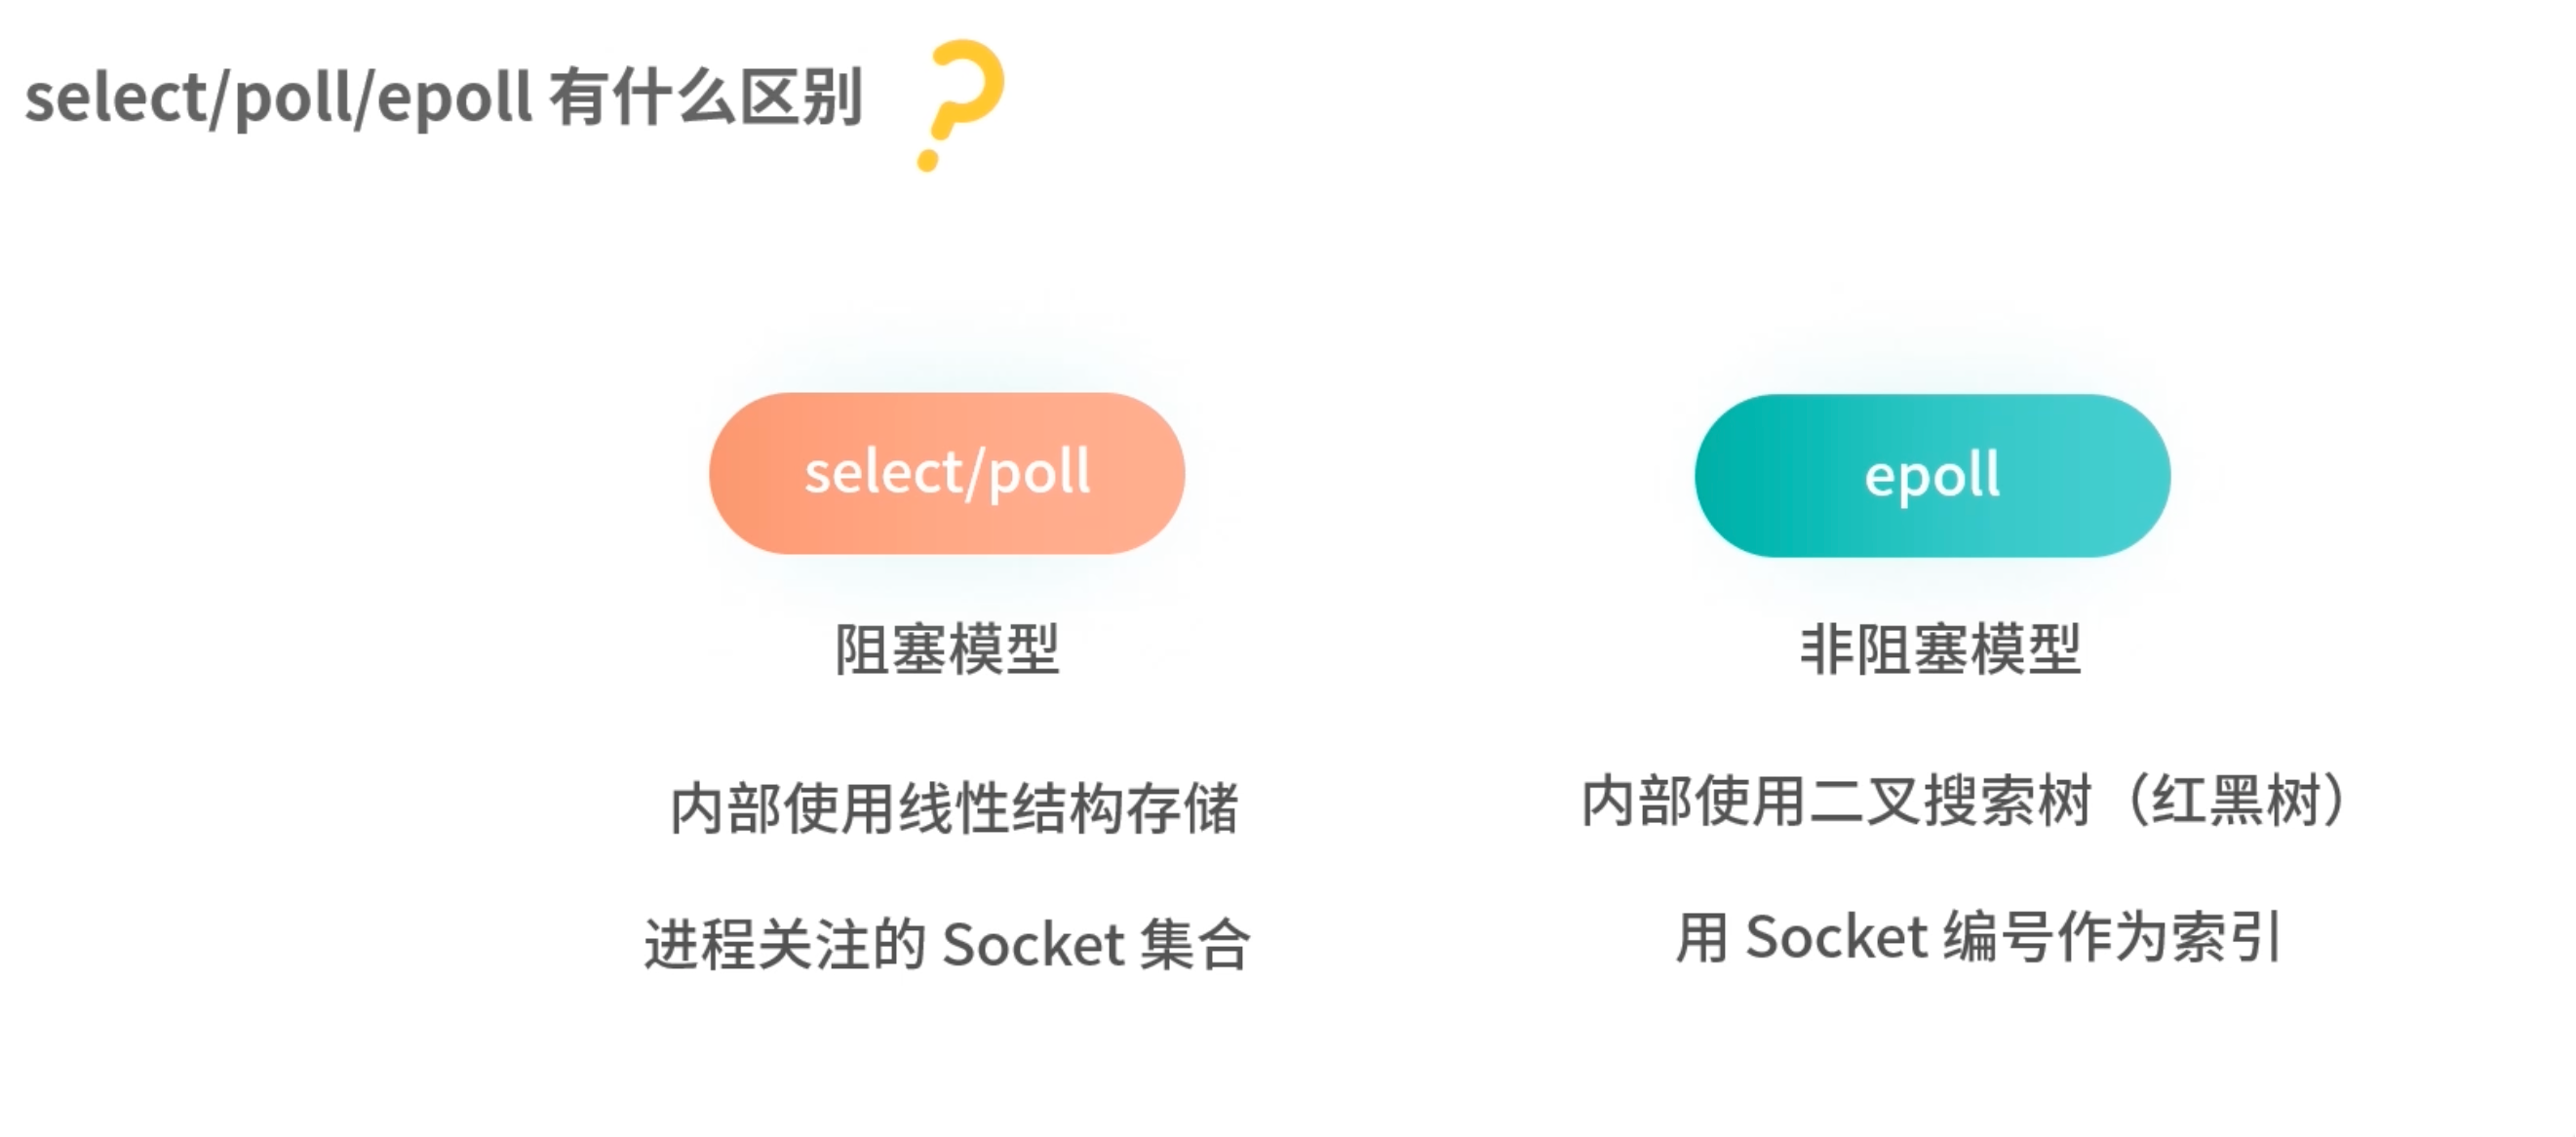 select/poll/epoll 有什么区别 ?
select/poll
阻塞模型
内部使用线性结构存储
进程关注的 Socket 集合
epoll
非阻塞模型
内部使用二叉搜索树（红黑树）
用 Socket 编号作为索引